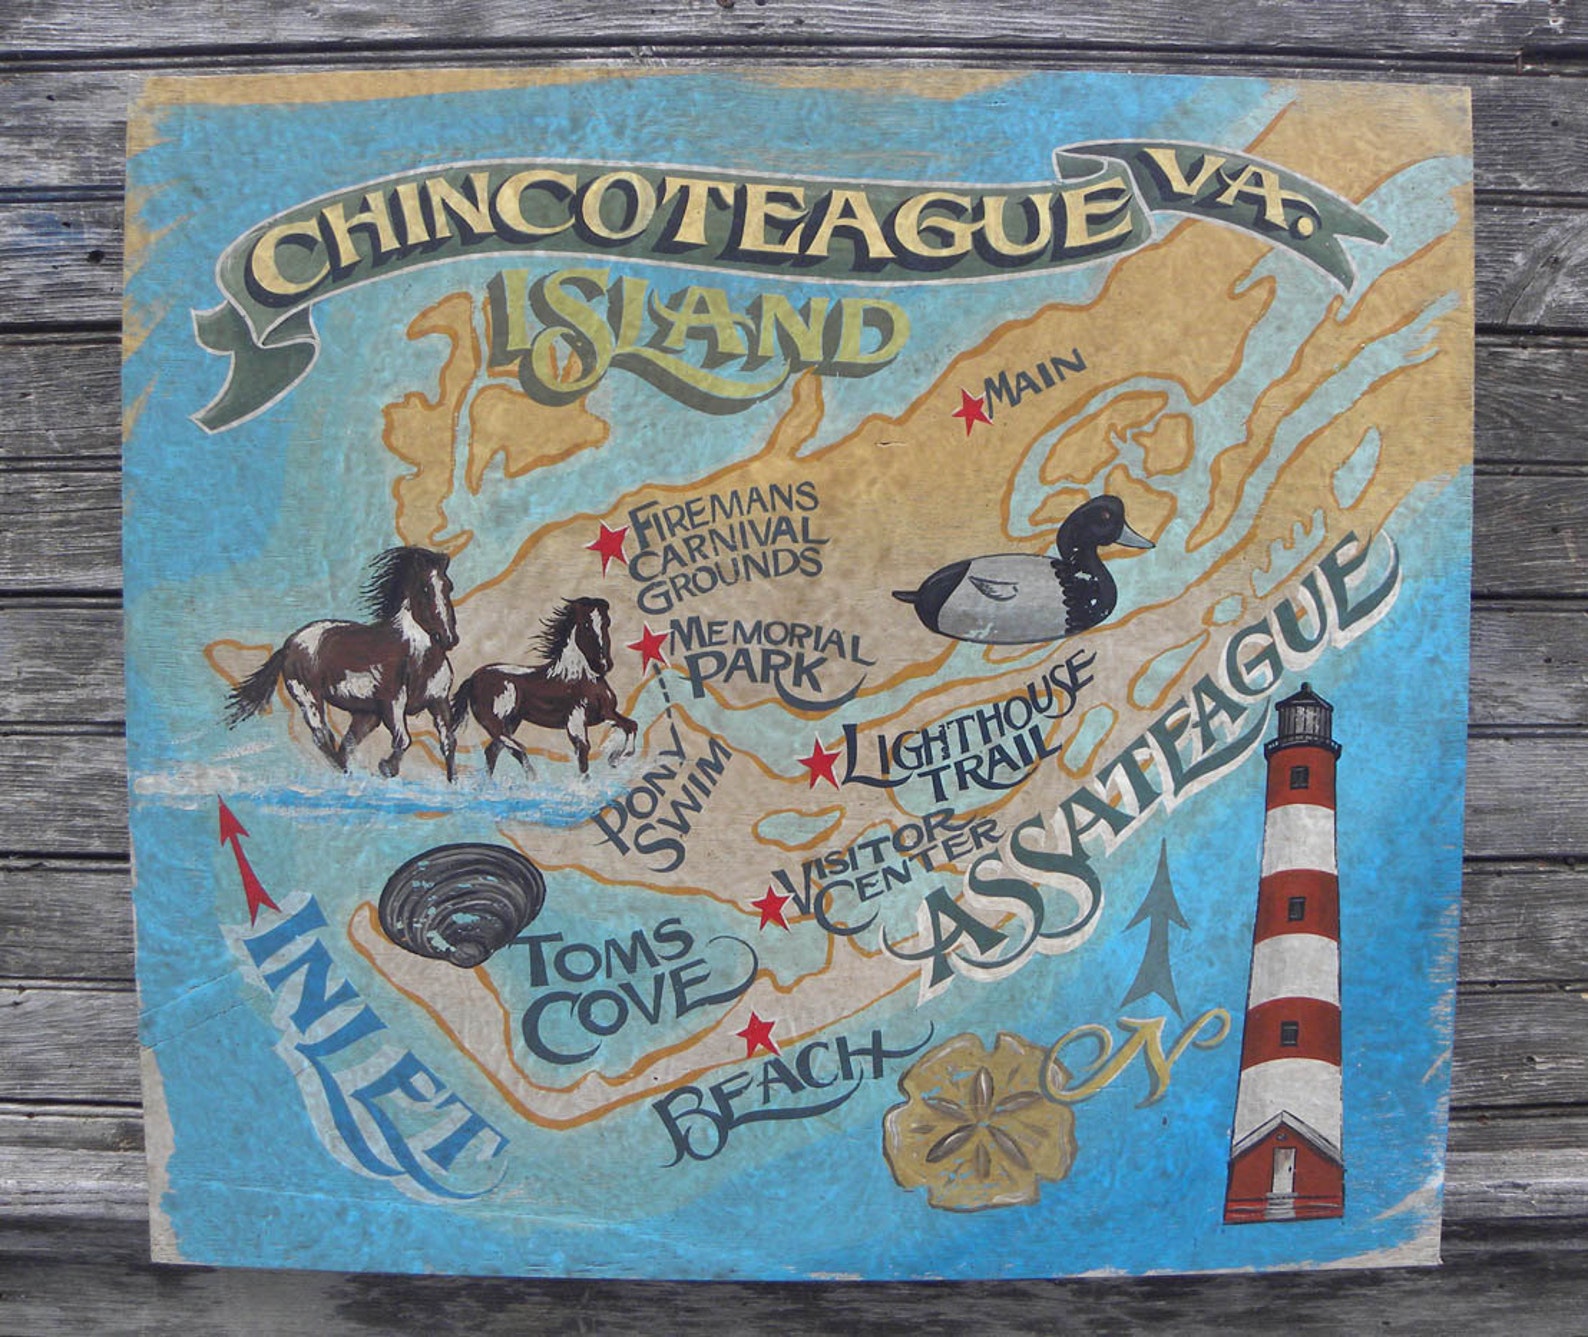 CHINCOTEAGUE VA.
ISLAND
MAIN
FIREMANS
CARNIVAL
GROUNDS
MEMORIAL
PARK
PONY
SWIM
LIGHTHOUSE
TRAIL
VISITOR
CENTER
ASSATEAGUE
TOMS
COVE
INLET
BEACH
N